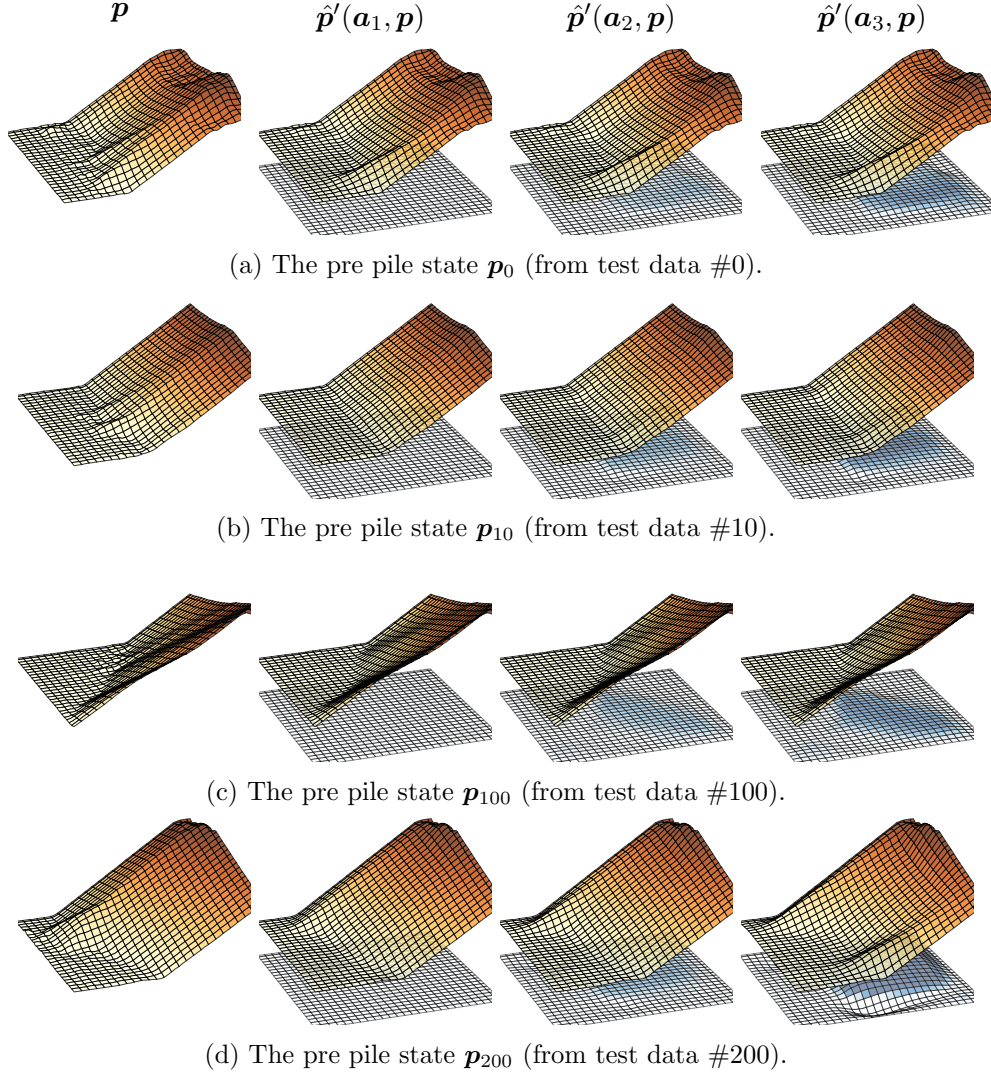 p p̂′(a₁, p) p̂′(a₂, p) p̂′(a₃, p)
(a) The pre pile state p₀ (from test data #0).
(b) The pre pile state p₁₀ (from test data #10).
(c) The pre pile state p₁₀₀ (from test data #100).
(d) The pre pile state p₂₀₀ (from test data #200).